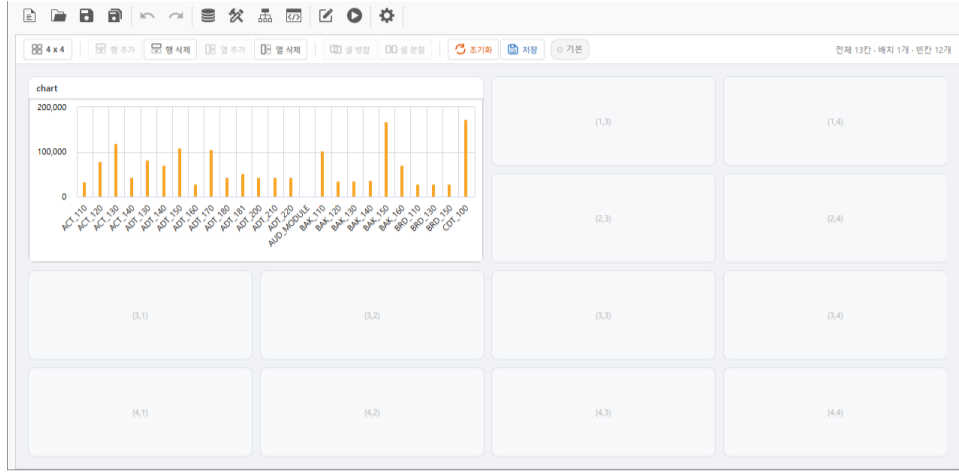 4 x 4 행 추가 행 삭제 열 추가 열 삭제 셀 병합 셀 분할 초기화 저장 ○ 기본 전체 13칸 · 배치 1개 · 빈칸 12개
chart
200,000
100,000
0
ACT_110 ACT_120 ACT_130 ACT_140 ADT_130 ADT_140 ADT_150 ADT_160 ADT_170 ADT_180 ADT_181 ADT_200 ADT_210 ADT_220 AUD_MODULE BAK_110 BAK_120 BAK_130 BAK_140 BAK_150 BAK_160 BRD_110 BRD_130 BRD_150 CDT_100
(1,3) (1,4)
(2,3) (2,4)
(3,1) (3,2) (3,3) (3,4)
(4,1) (4,2) (4,3) (4,4)